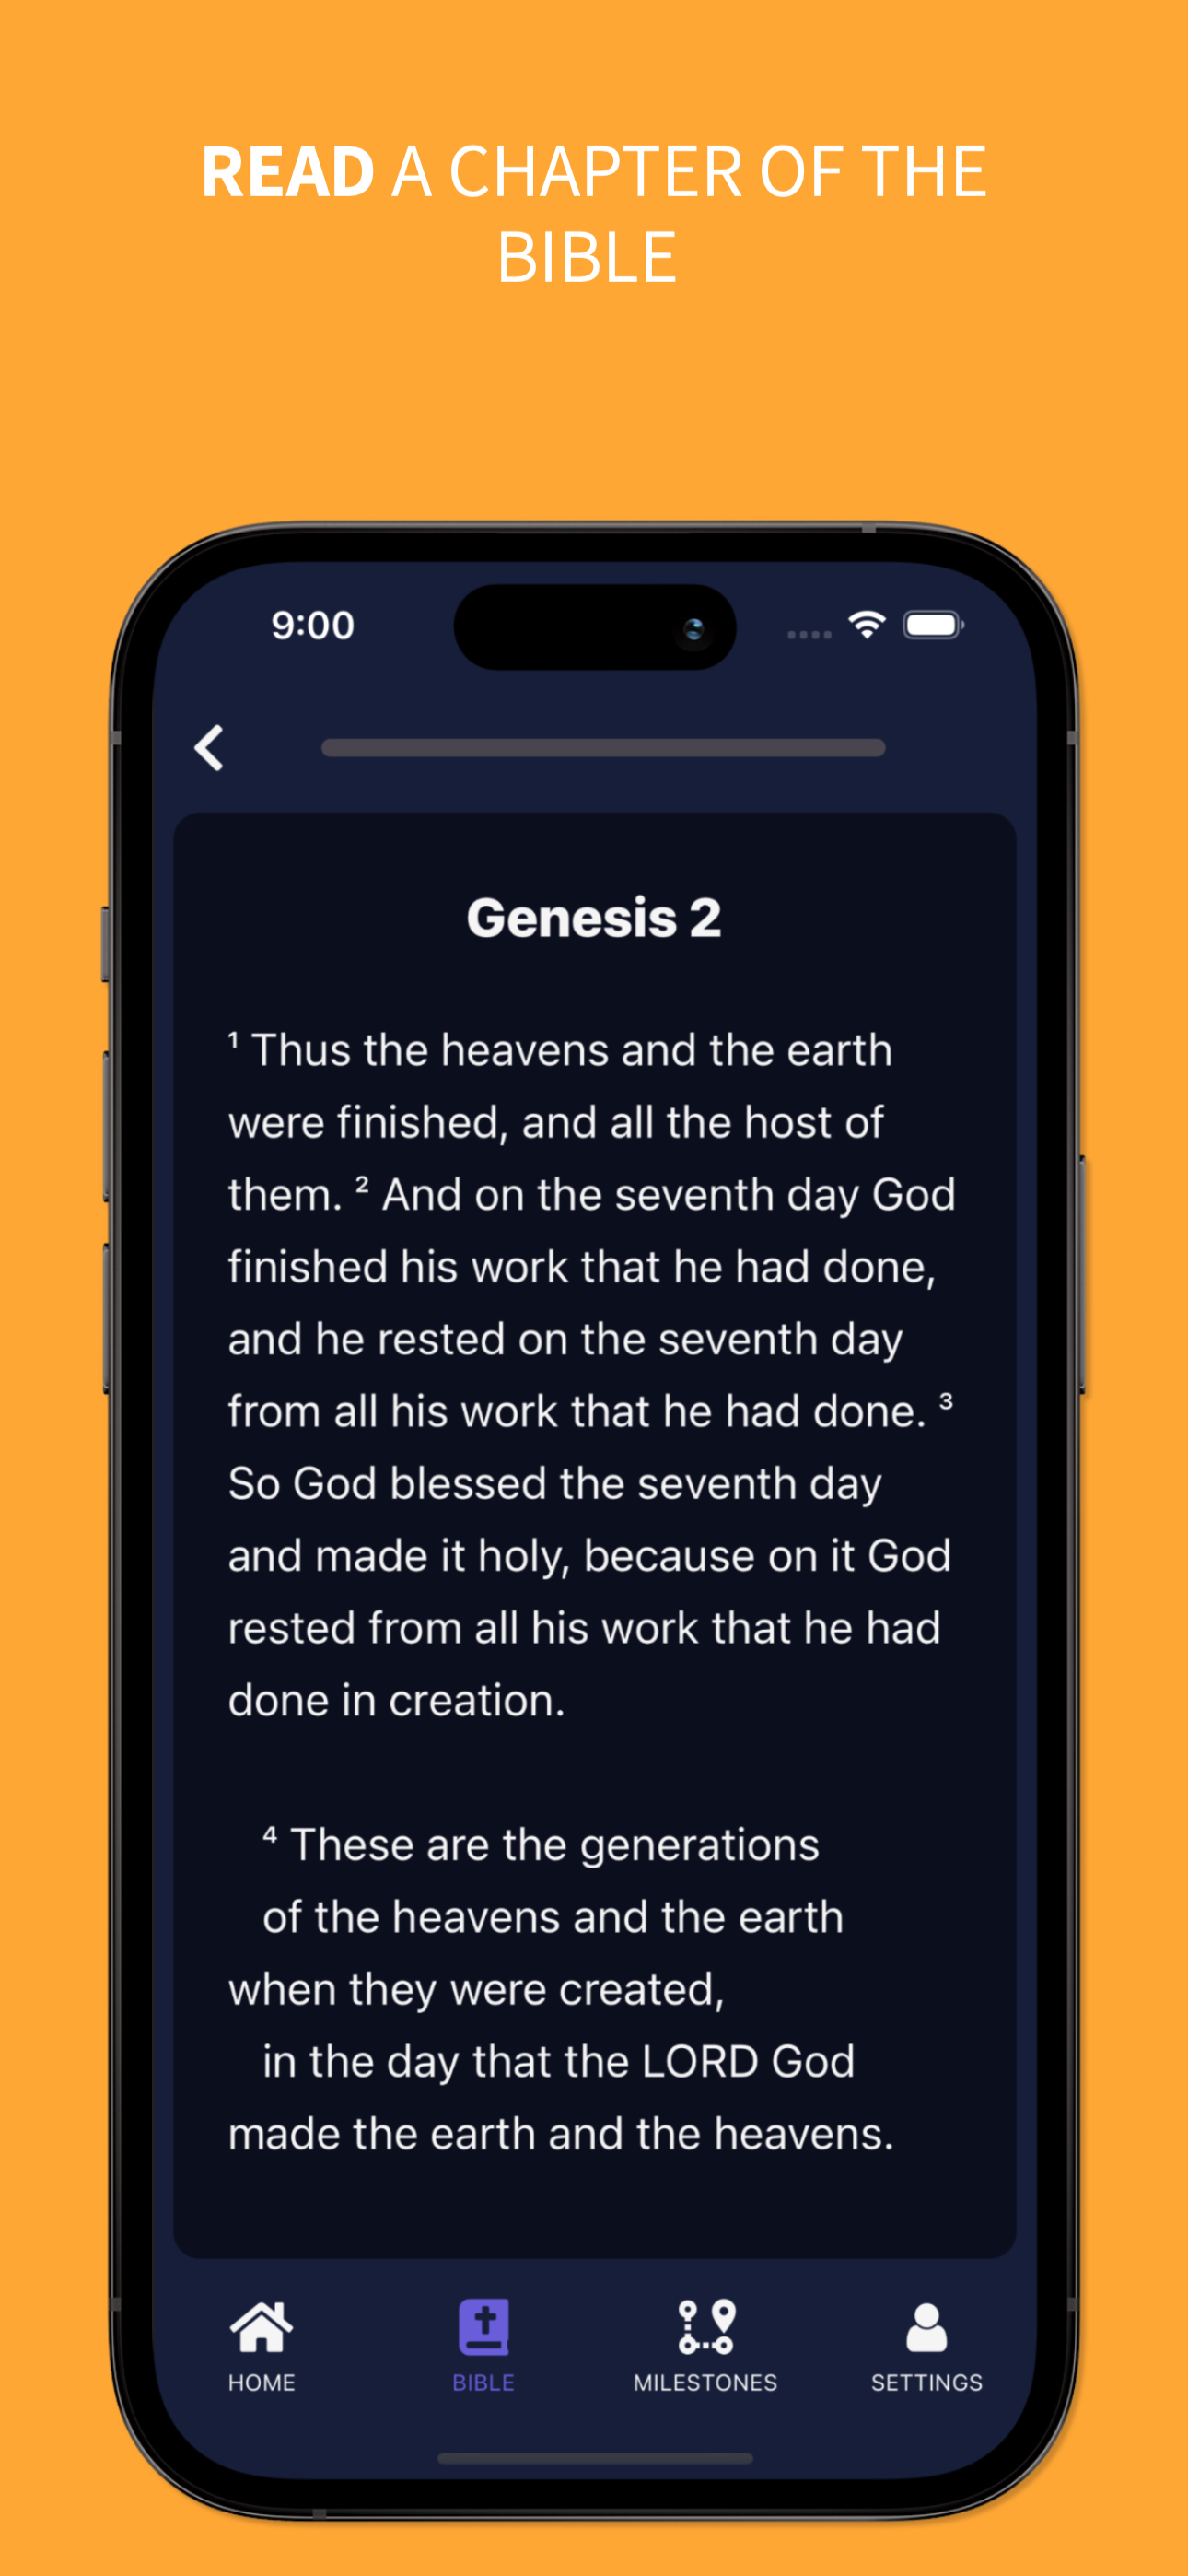 READ A CHAPTER OF THE
BIBLE
9:00
Genesis 2
¹ Thus the heavens and the earth
were finished, and all the host of
them. ² And on the seventh day God
finished his work that he had done,
and he rested on the seventh day
from all his work that he had done. ³
So God blessed the seventh day
and made it holy, because on it God
rested from all his work that he had
done in creation.
⁴ These are the generations
of the heavens and the earth
when they were created,
in the day that the LORD God
made the earth and the heavens.
HOME BIBLE MILESTONES SETTINGS